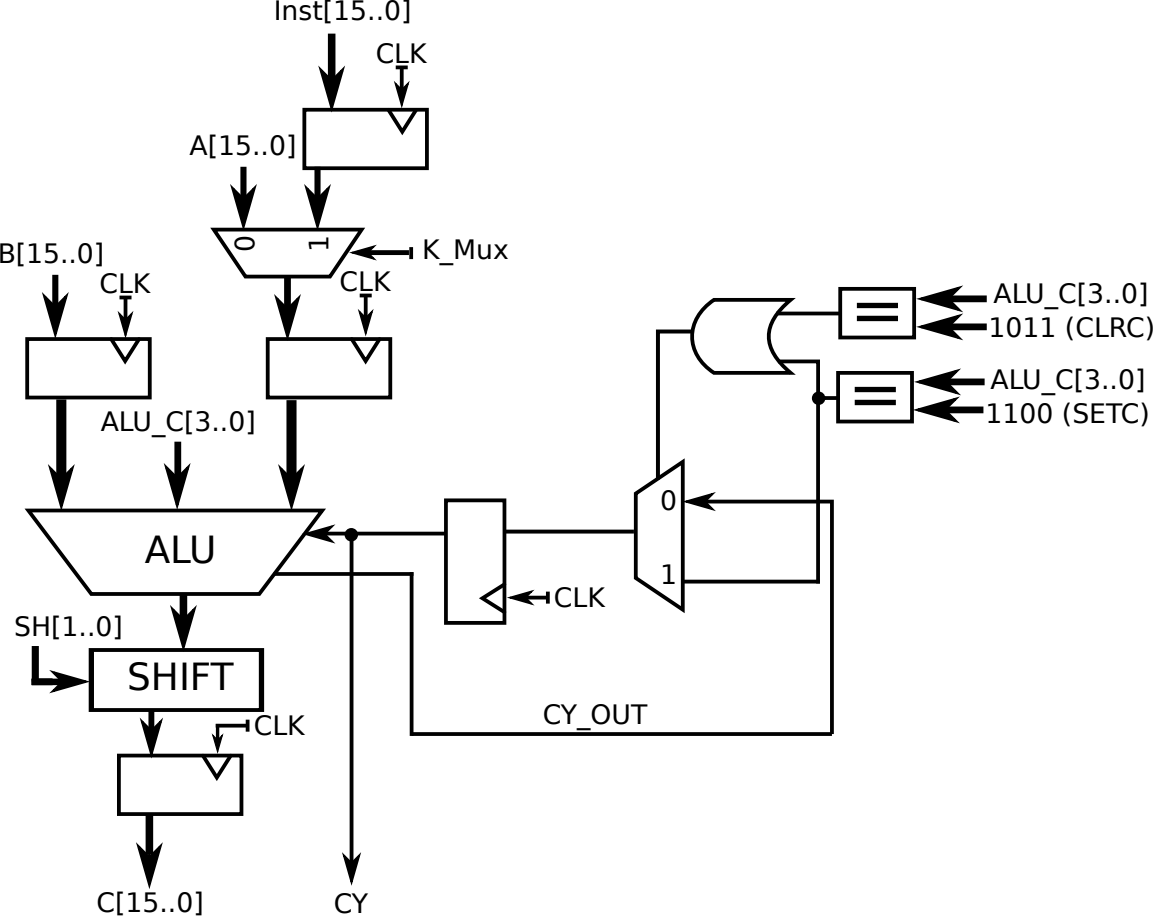 Inst[15..0]
CLK
A[15..0]
0
1
K_Mux
B[15..0]
CLK
CLK
ALU_C[3..0]
1011 (CLRC)
ALU_C[3..0]
1100 (SETC)
ALU_C[3..0]
0
1
ALU
CLK
SH[1..0]
SHIFT
CLK
CY_OUT
C[15..0]
CY